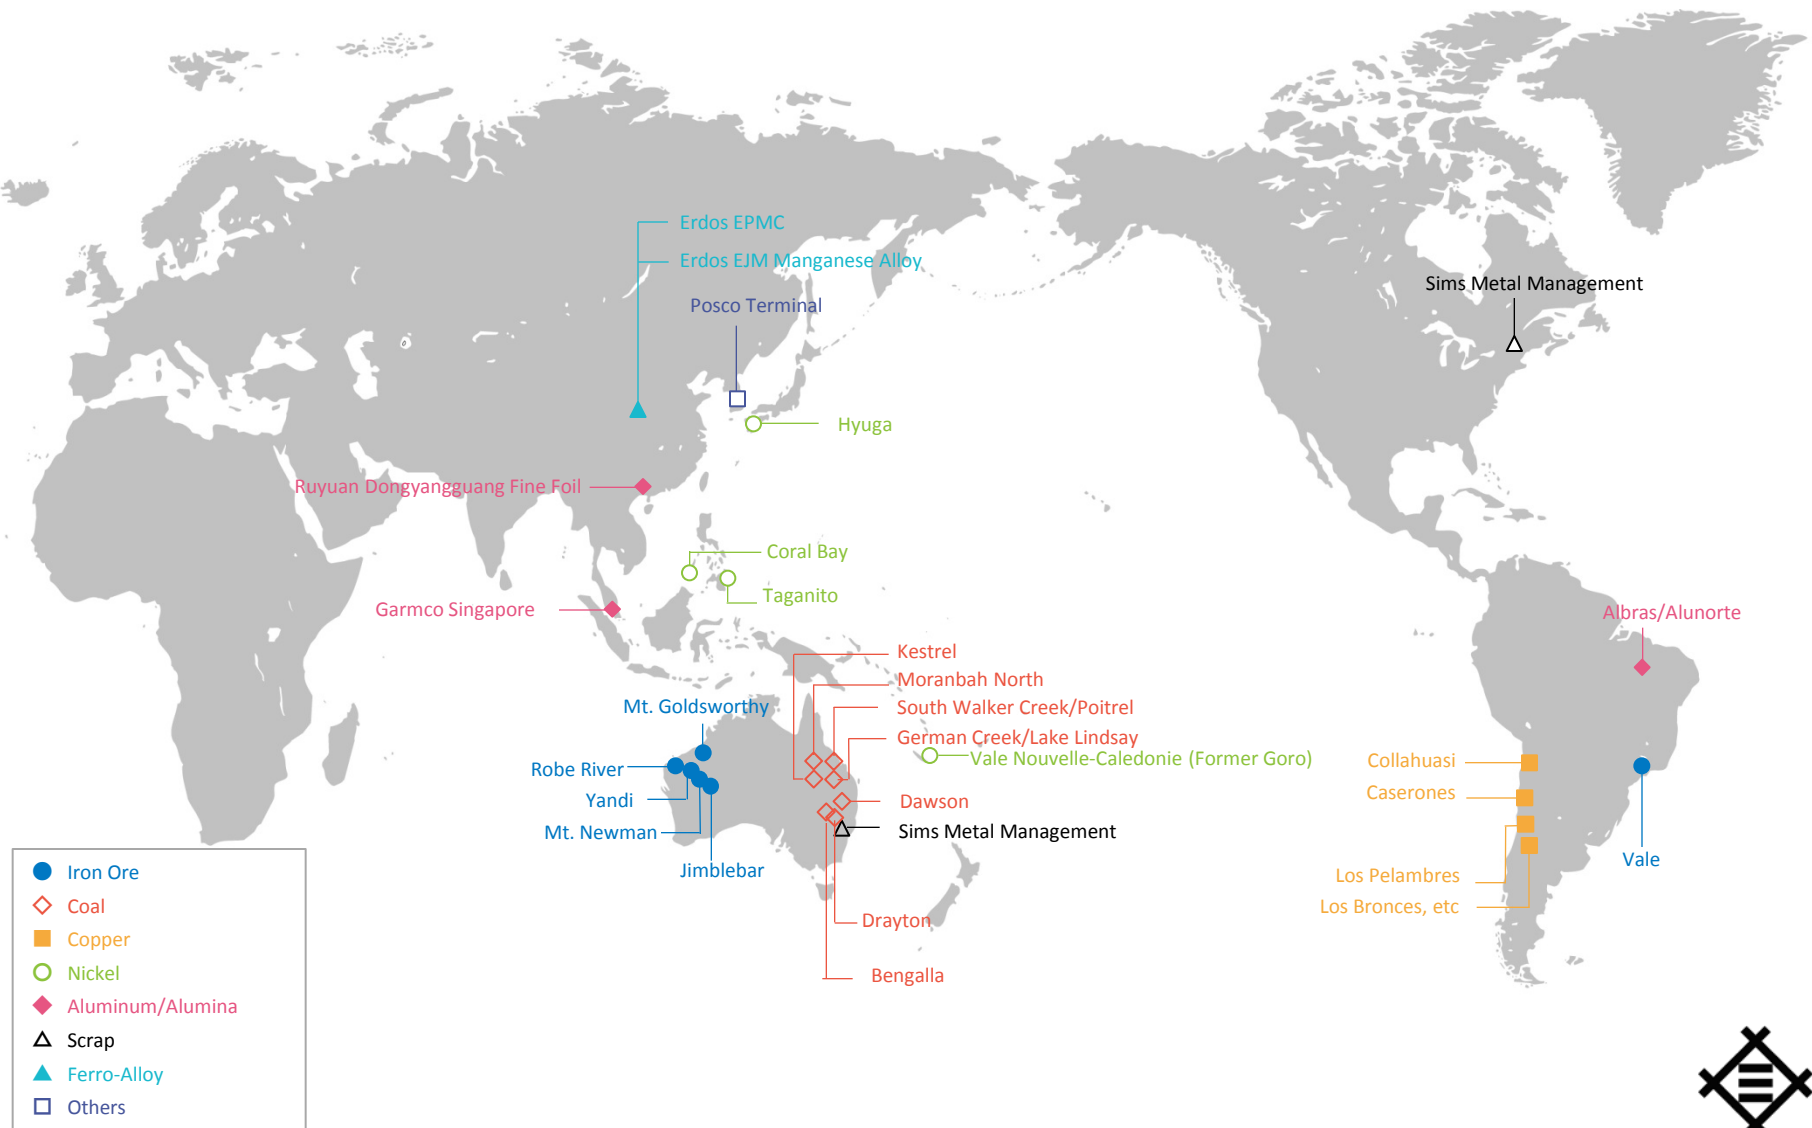 Erdos EPMC
Erdos EJM Manganese Alloy
Sims Metal Management
Posco Terminal
Hyuga
Ruyuan Dongyangguang Fine Foil
Coral Bay
Taganito
Garmco Singapore
Albras/Alunorte
Kestrel
Moranbah North
Mt. Goldsworthy
South Walker Creek/Poitrel
German Creek/Lake Lindsay
Vale Nouvelle-Caledonie (Former Goro)
Collahuasi
Robe River
Caserones
Yandi
Dawson
Mt. Newman
Sims Metal Management
Vale
Jimblebar
Los Pelambres
Los Bronces, etc
Drayton
Bengalla
Iron Ore
Coal
Copper
Nickel
Aluminum/Alumina
Scrap
Ferro-Alloy
Others